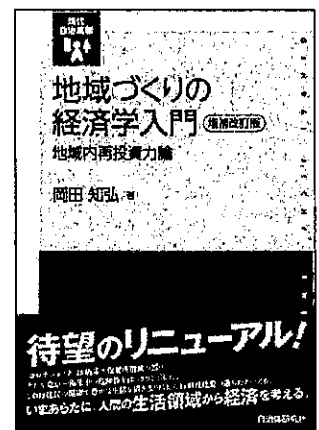 現代
自治選書
地域づくりの
経済学入門 増補改訂版
地域内再投資力論
岡田 知弘 著
待望のリニューアル!
いまあらたに、人間の生活領域から経済を考える。
自治体研究社